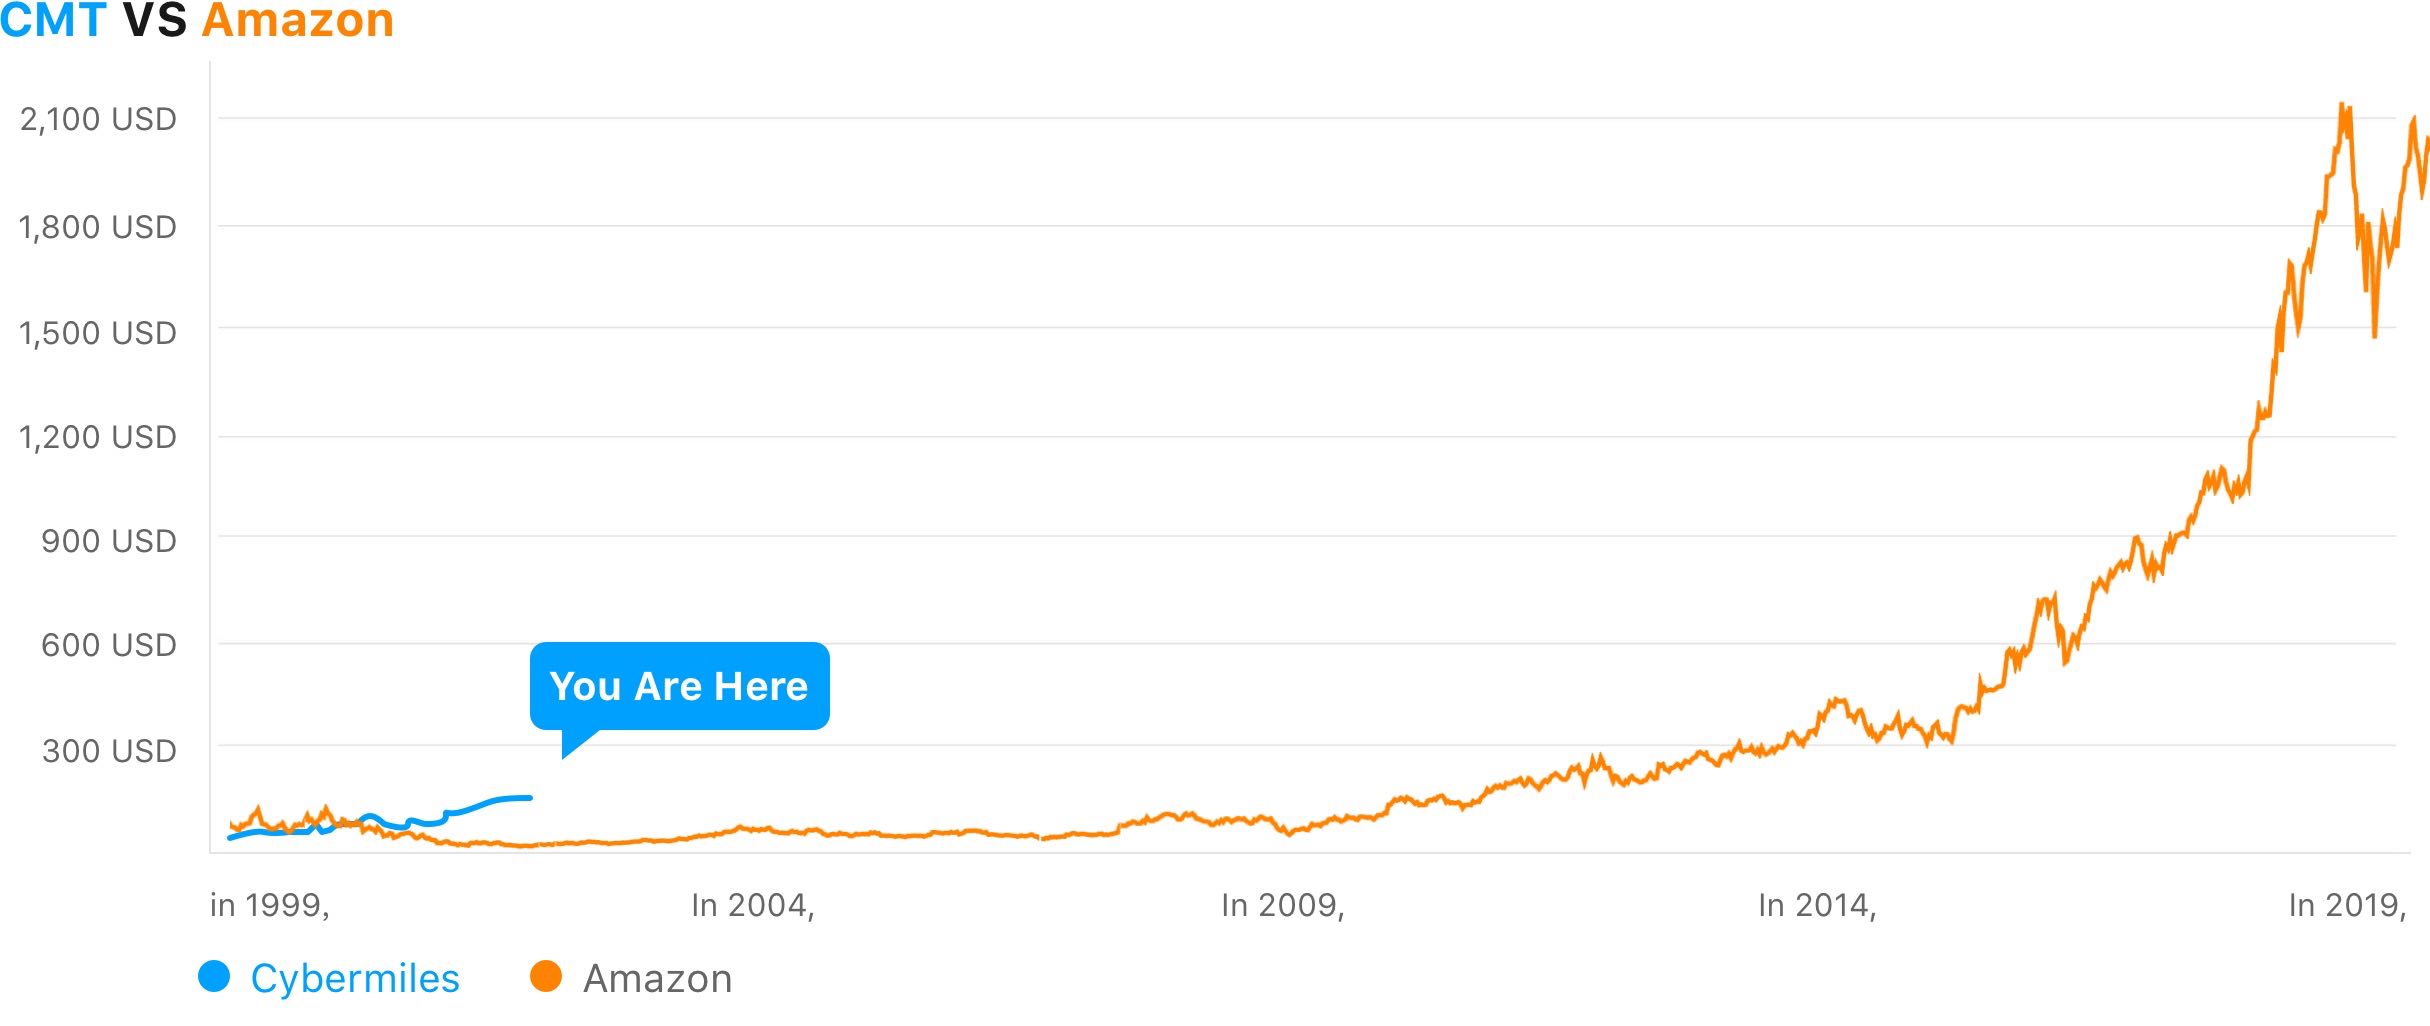 CMT VS Amazon
2,100 USD
1,800 USD
1,500 USD
1,200 USD
900 USD
600 USD
You Are Here
300 USD
in 1999, In 2004, In 2009, In 2014, In 2019,
Cybermiles Amazon